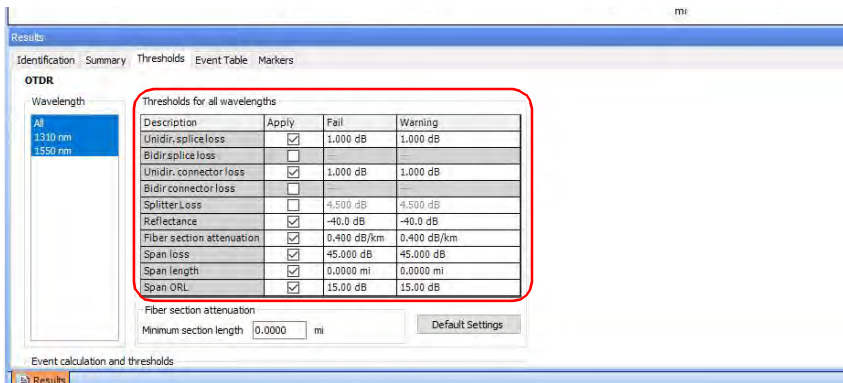 mi
Results
Identification Summary Thresholds Event Table Markers
OTDR
Wavelength
All
1310 nm
1550 nm
Thresholds for all wavelengths
Description Apply Fail Warning
Unidir. splice loss 1.000 dB 1.000 dB
Bidir splice loss
Unidir. connector loss 1.000 dB 1.000 dB
Bidir connector loss
Splitter Loss 4.500 dB 4.500 dB
Reflectance -40.0 dB -40.0 dB
Fiber section attenuation 0.400 dB/km 0.400 dB/km
Span loss 45.000 dB 45.000 dB
Span length 0.0000 mi 0.0000 mi
Span ORL 15.00 dB 15.00 dB
Fiber section attenuation
Minimum section length 0.0000 mi
Default Settings
Event calculation and thresholds
Results